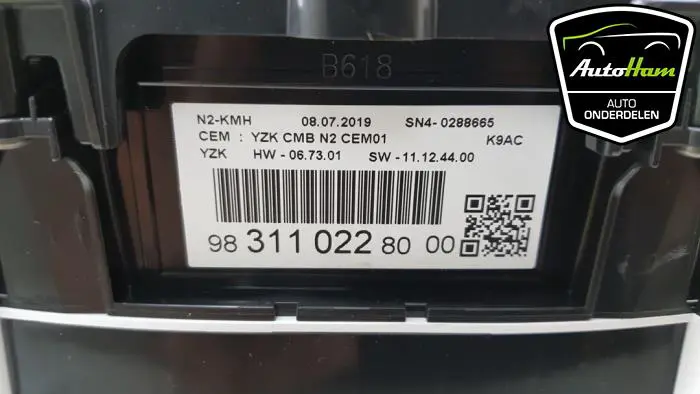 B618
AutoHam
AUTO
ONDERDELEN
N2-KMH 08.07.2019 SN4-0288665
CEM : YZK CMB N2 CEM01 K9AC
YZK HW - 06.73.01 SW - 11.12.44.00
98 311 022 80 00